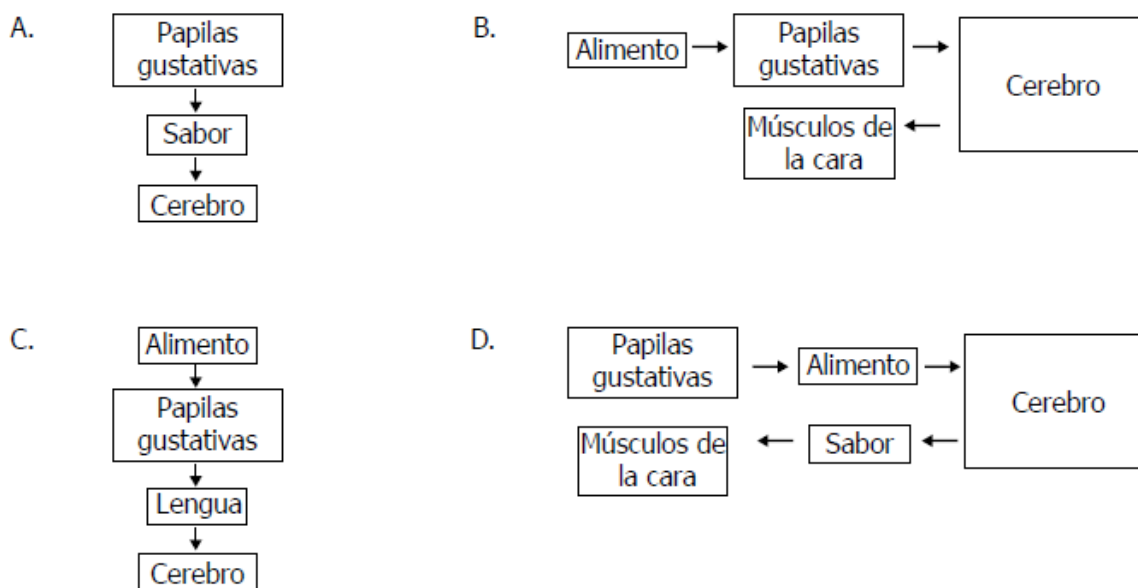 A.
Papilas
gustativas
Sabor
Cerebro
B.
Alimento
Papilas
gustativas
Cerebro
Músculos de
la cara
C.
Alimento
Papilas
gustativas
Lengua
Cerebro
D.
Papilas
gustativas
Alimento
Cerebro
Músculos de
la cara
Sabor